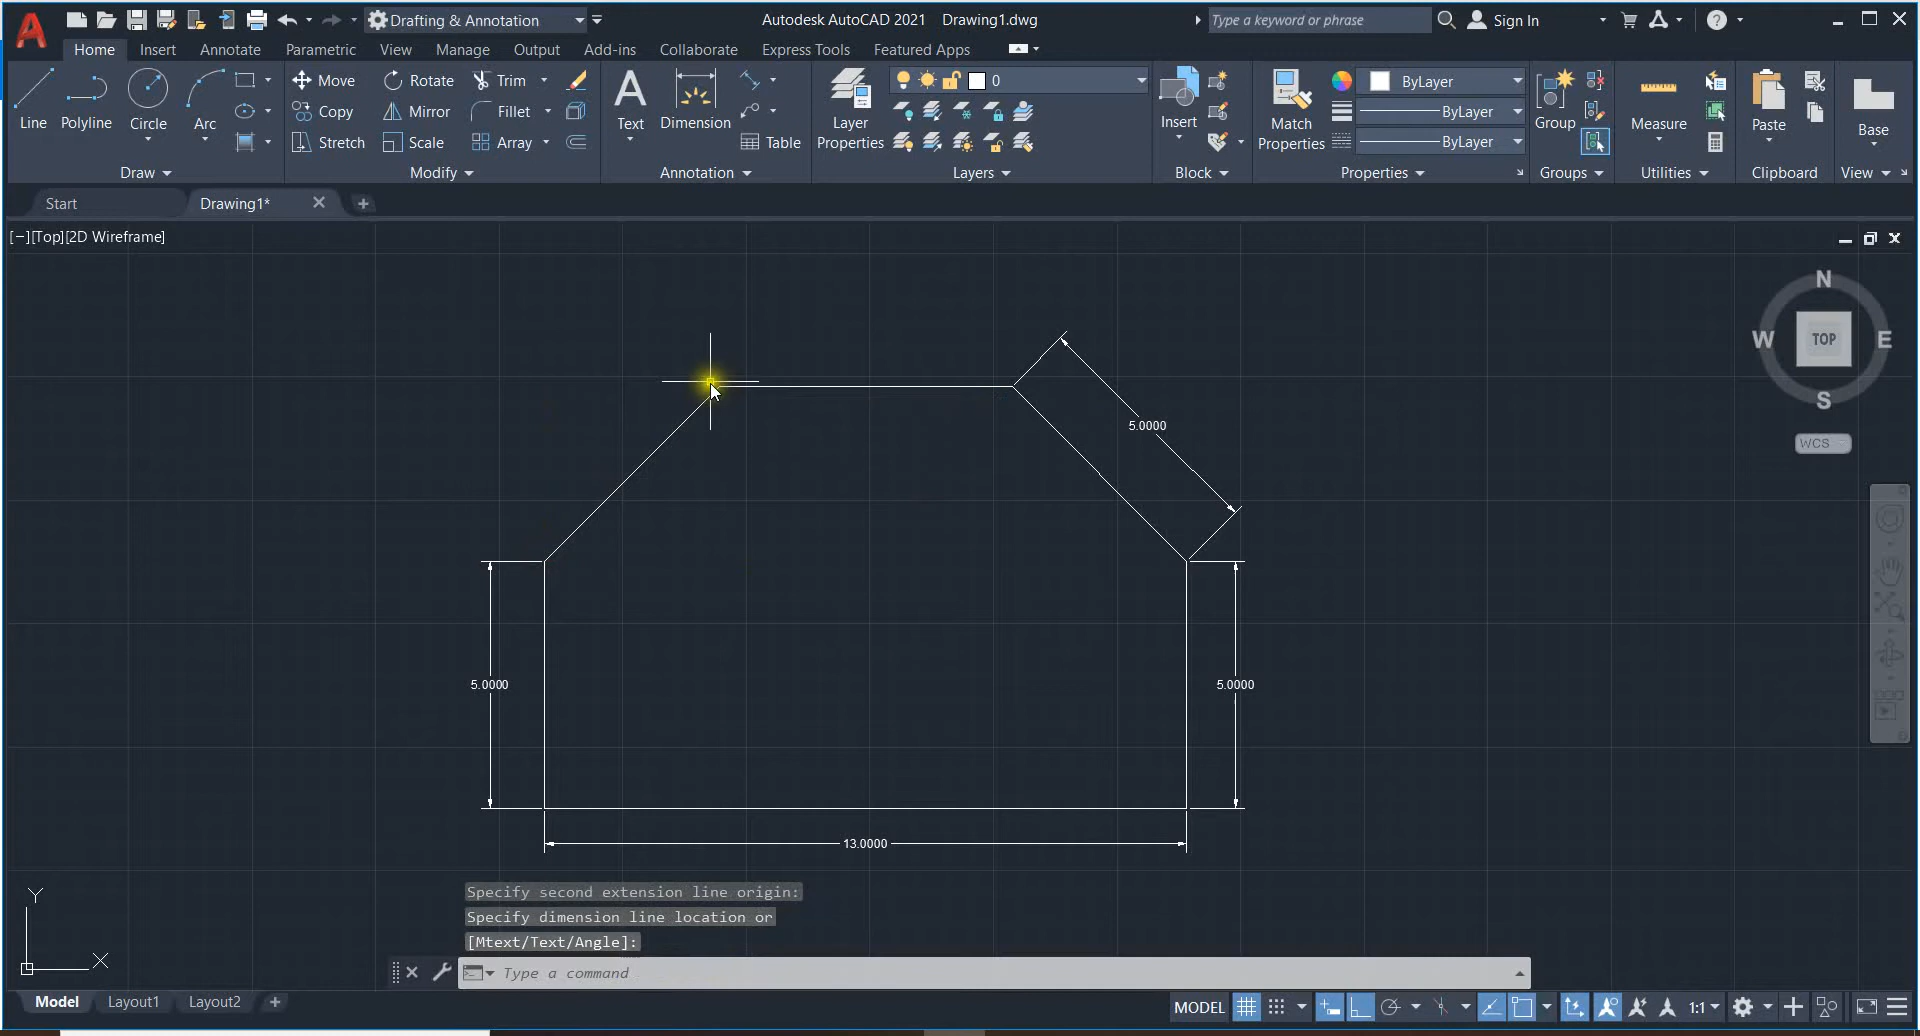 Drafting & Annotation
Autodesk AutoCAD 2021 Drawing1.dwg
Type a keyword or phrase
Sign In
Home Insert Annotate Parametric View Manage Output Add-ins Collaborate Express Tools Featured Apps
Line Polyline Circle Arc
Move Rotate Trim
Copy Mirror Fillet
Stretch Scale Array
Text Dimension Table
Layer Properties
0
Insert
Match Properties
ByLayer
ByLayer
ByLayer
Group
Measure
Paste
Base
Draw Modify Annotation Layers Block Properties Groups Utilities Clipboard View
Start Drawing1*
[−][Top][2D Wireframe]
N
W TOP E
S
WCS
5.0000
5.0000
5.0000
13.0000
Y
X
Specify second extension line origin:
Specify dimension line location or
[Mtext/Text/Angle]:
Type a command
Model Layout1 Layout2 +
MODEL 1:1